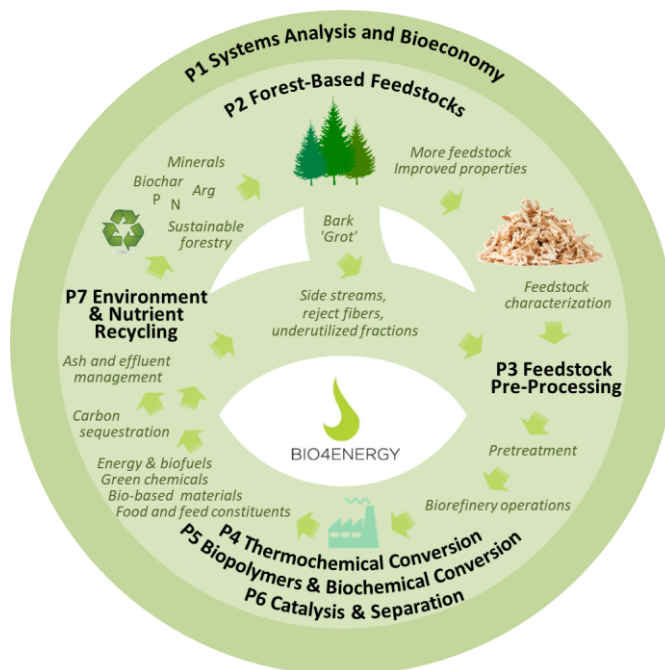 P1 Systems Analysis and Bioeconomy
P2 Forest-Based Feedstocks
Minerals
Biochar
P
N
Arg
Sustainable
forestry
More feedstock
Improved properties
Bark
'Grot'
Feedstock
characterization
P7 Environment
& Nutrient
Recycling
Side streams,
reject fibers,
underutilized fractions
P3 Feedstock
Pre-Processing
Ash and effluent
management
Carbon
sequestration
BIO4ENERGY
Pretreatment
Energy & biofuels
Green chemicals
Bio-based materials
Food and feed constituents
Biorefinery operations
P4 Thermochemical Conversion
P5 Biopolymers & Biochemical Conversion
P6 Catalysis & Separation